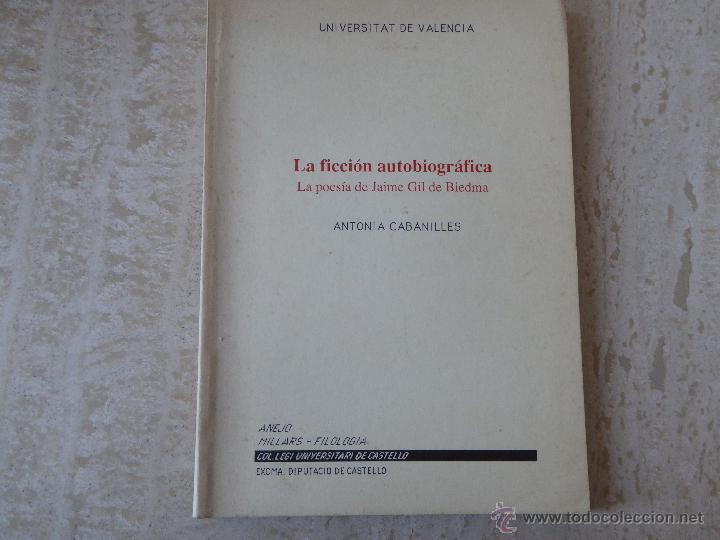 UNIVERSITAT DE VALENCIA
La ficción autobiográfica
La poesía de Jaime Gil de Biedma
ANTONIA CABANILLES
ANEJO
MILLARS - FILOLOGIA
COL.LEGI UNIVERSITARI DE CASTELLO
EXCMA. DIPUTACIO DE CASTELLO
© www.todocoleccion.net